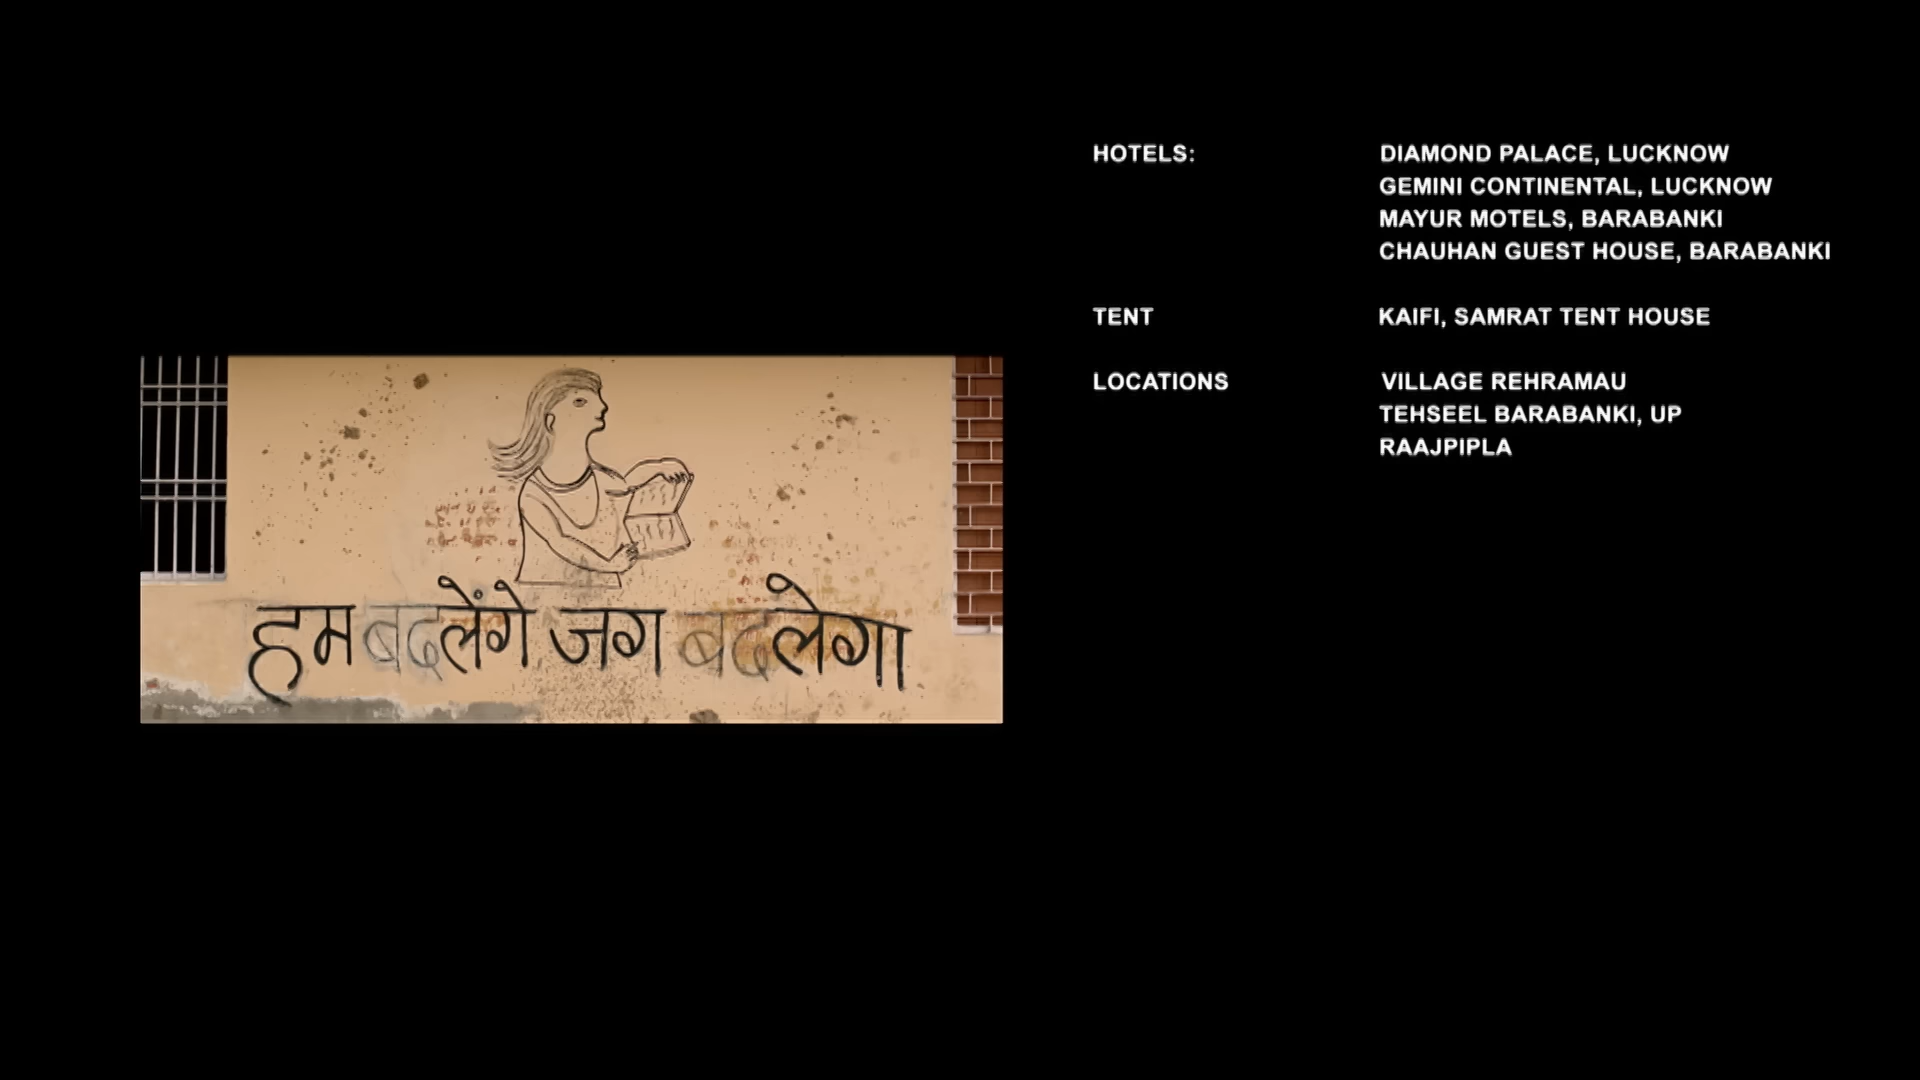 HOTELS: DIAMOND PALACE, LUCKNOW
GEMINI CONTINENTAL, LUCKNOW
MAYUR MOTELS, BARABANKI
CHAUHAN GUEST HOUSE, BARABANKI
TENT KAIFI, SAMRAT TENT HOUSE
LOCATIONS VILLAGE REHRAMAU
TEHSEEL BARABANKI, UP
RAAJPIPLA
हम बदलेंगे जग बदलेगा